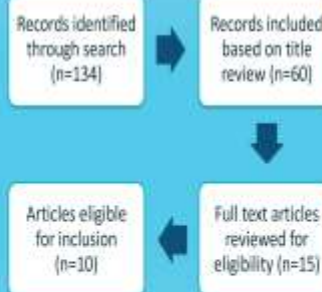 Records identified
through search
(n=134)
Records included
based on title
review (n=60)
Full text articles
reviewed for
eligibility (n=15)
Articles eligible
for inclusion
(n=10)